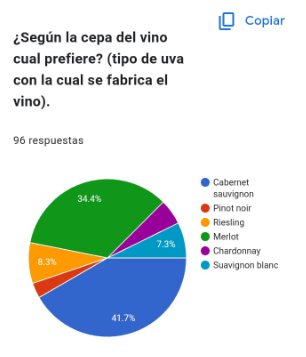 Copiar
¿Según la cepa del vino
cual prefiere? (tipo de uva
con la cual se fabrica el
vino).
96 respuestas
34.4%
7.3%
8.3%
41.7%
Cabernet
sauvignon
Pinot noir
Riesling
Merlot
Chardonnay
Suavignon blanc